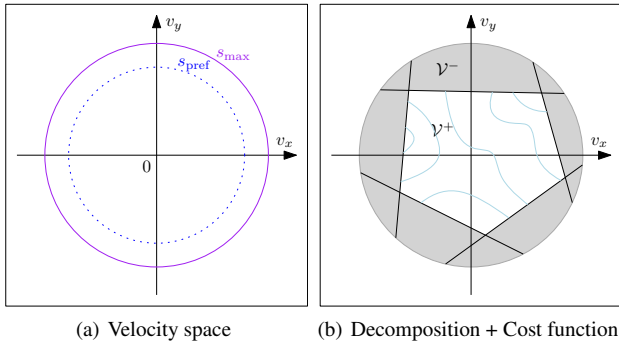 v_y
s_max
s_pref
v_x
0
v_y
𝒱⁻
𝒱⁺
v_x
(a) Velocity space
(b) Decomposition + Cost function